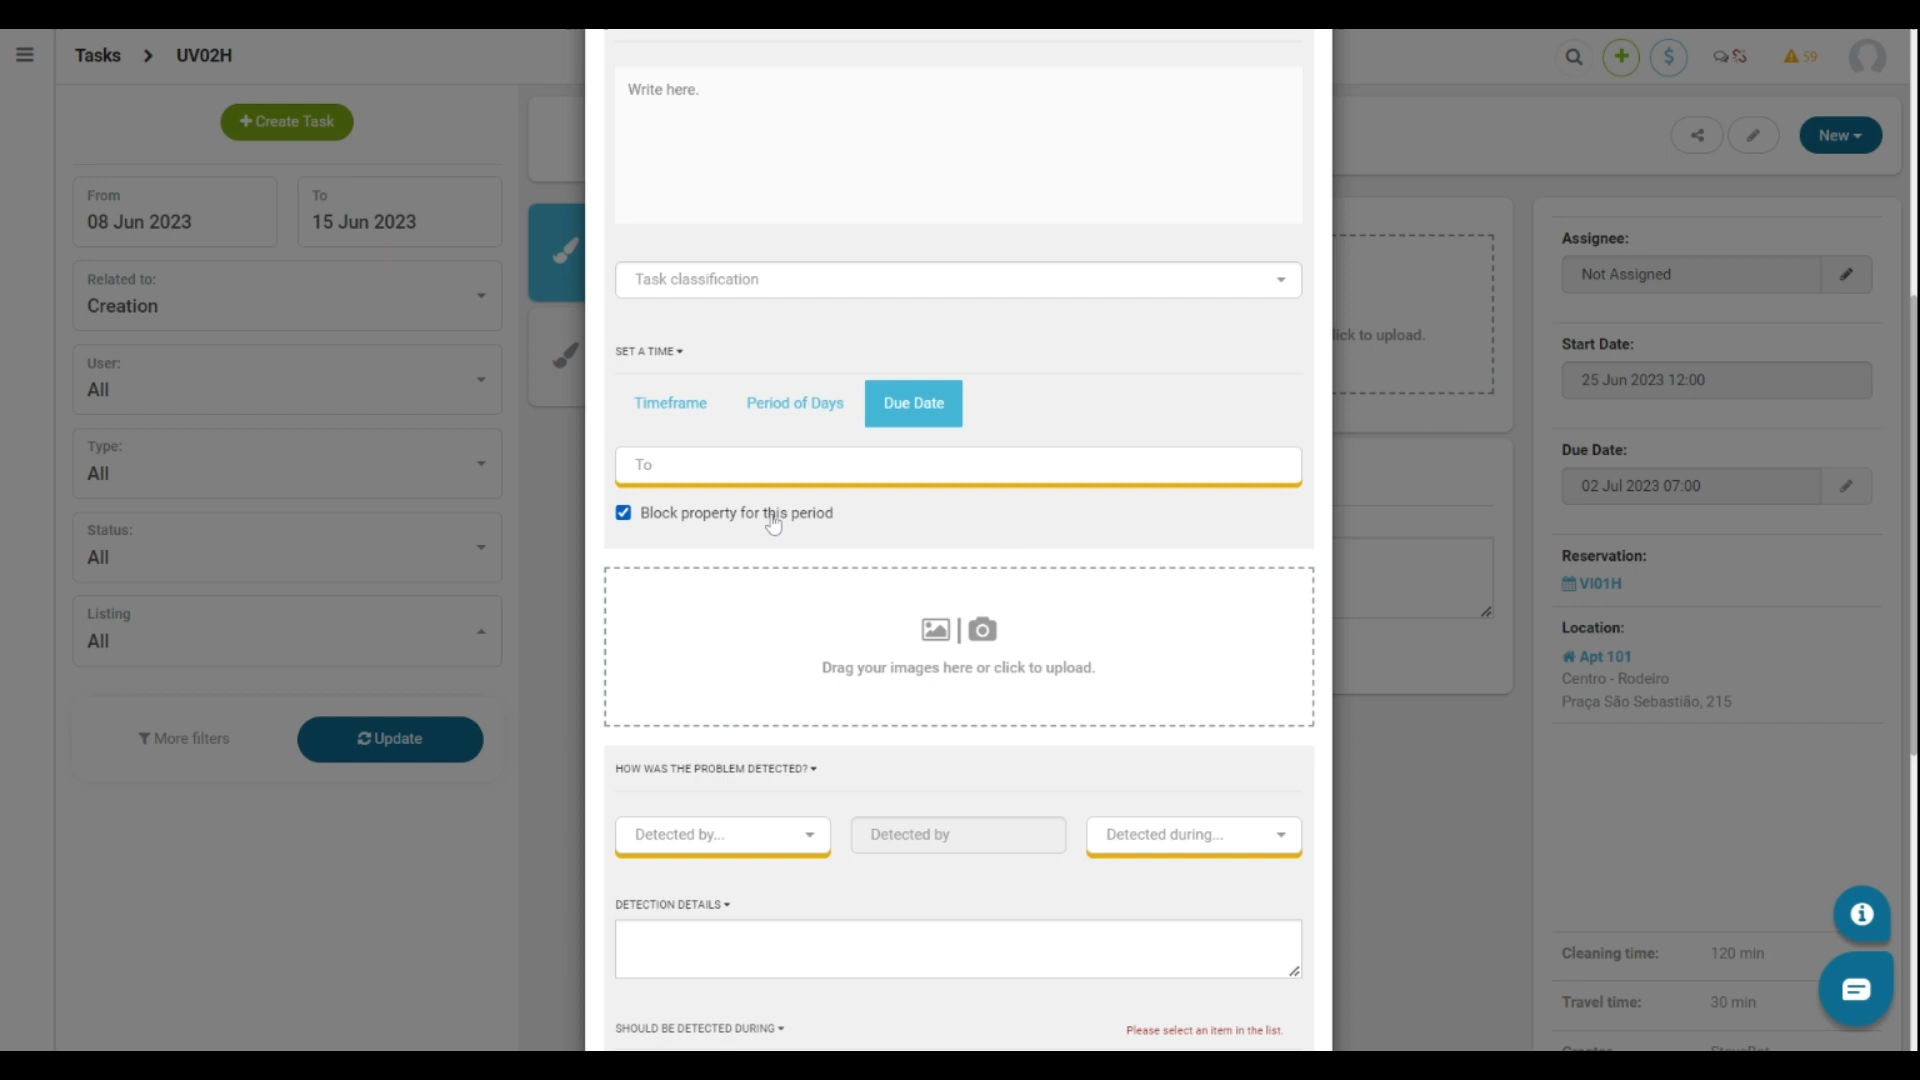 Tasks > UV02H
59
Create Task
New
From
08 Jun 2023
To
15 Jun 2023
Related to:
Creation
User:
All
Type:
All
Status:
All
Listing
All
More filters
Update
Write here.
Task classification
SET A TIME
Timeframe
Period of Days
Due Date
To
Block property for this period
Drag your images here or click to upload.
HOW WAS THE PROBLEM DETECTED?
Detected by...
Detected by
Detected during...
DETECTION DETAILS
SHOULD BE DETECTED DURING
Please select an item in the list.
lick to upload.
Assignee:
Not Assigned
Start Date:
25 Jun 2023 12:00
Due Date:
02 Jul 2023 07:00
Reservation:
VI01H
Location:
Apt 101
Centro - Rodeiro
Praça São Sebastião, 215
Cleaning time: 120 min
Travel time: 30 min